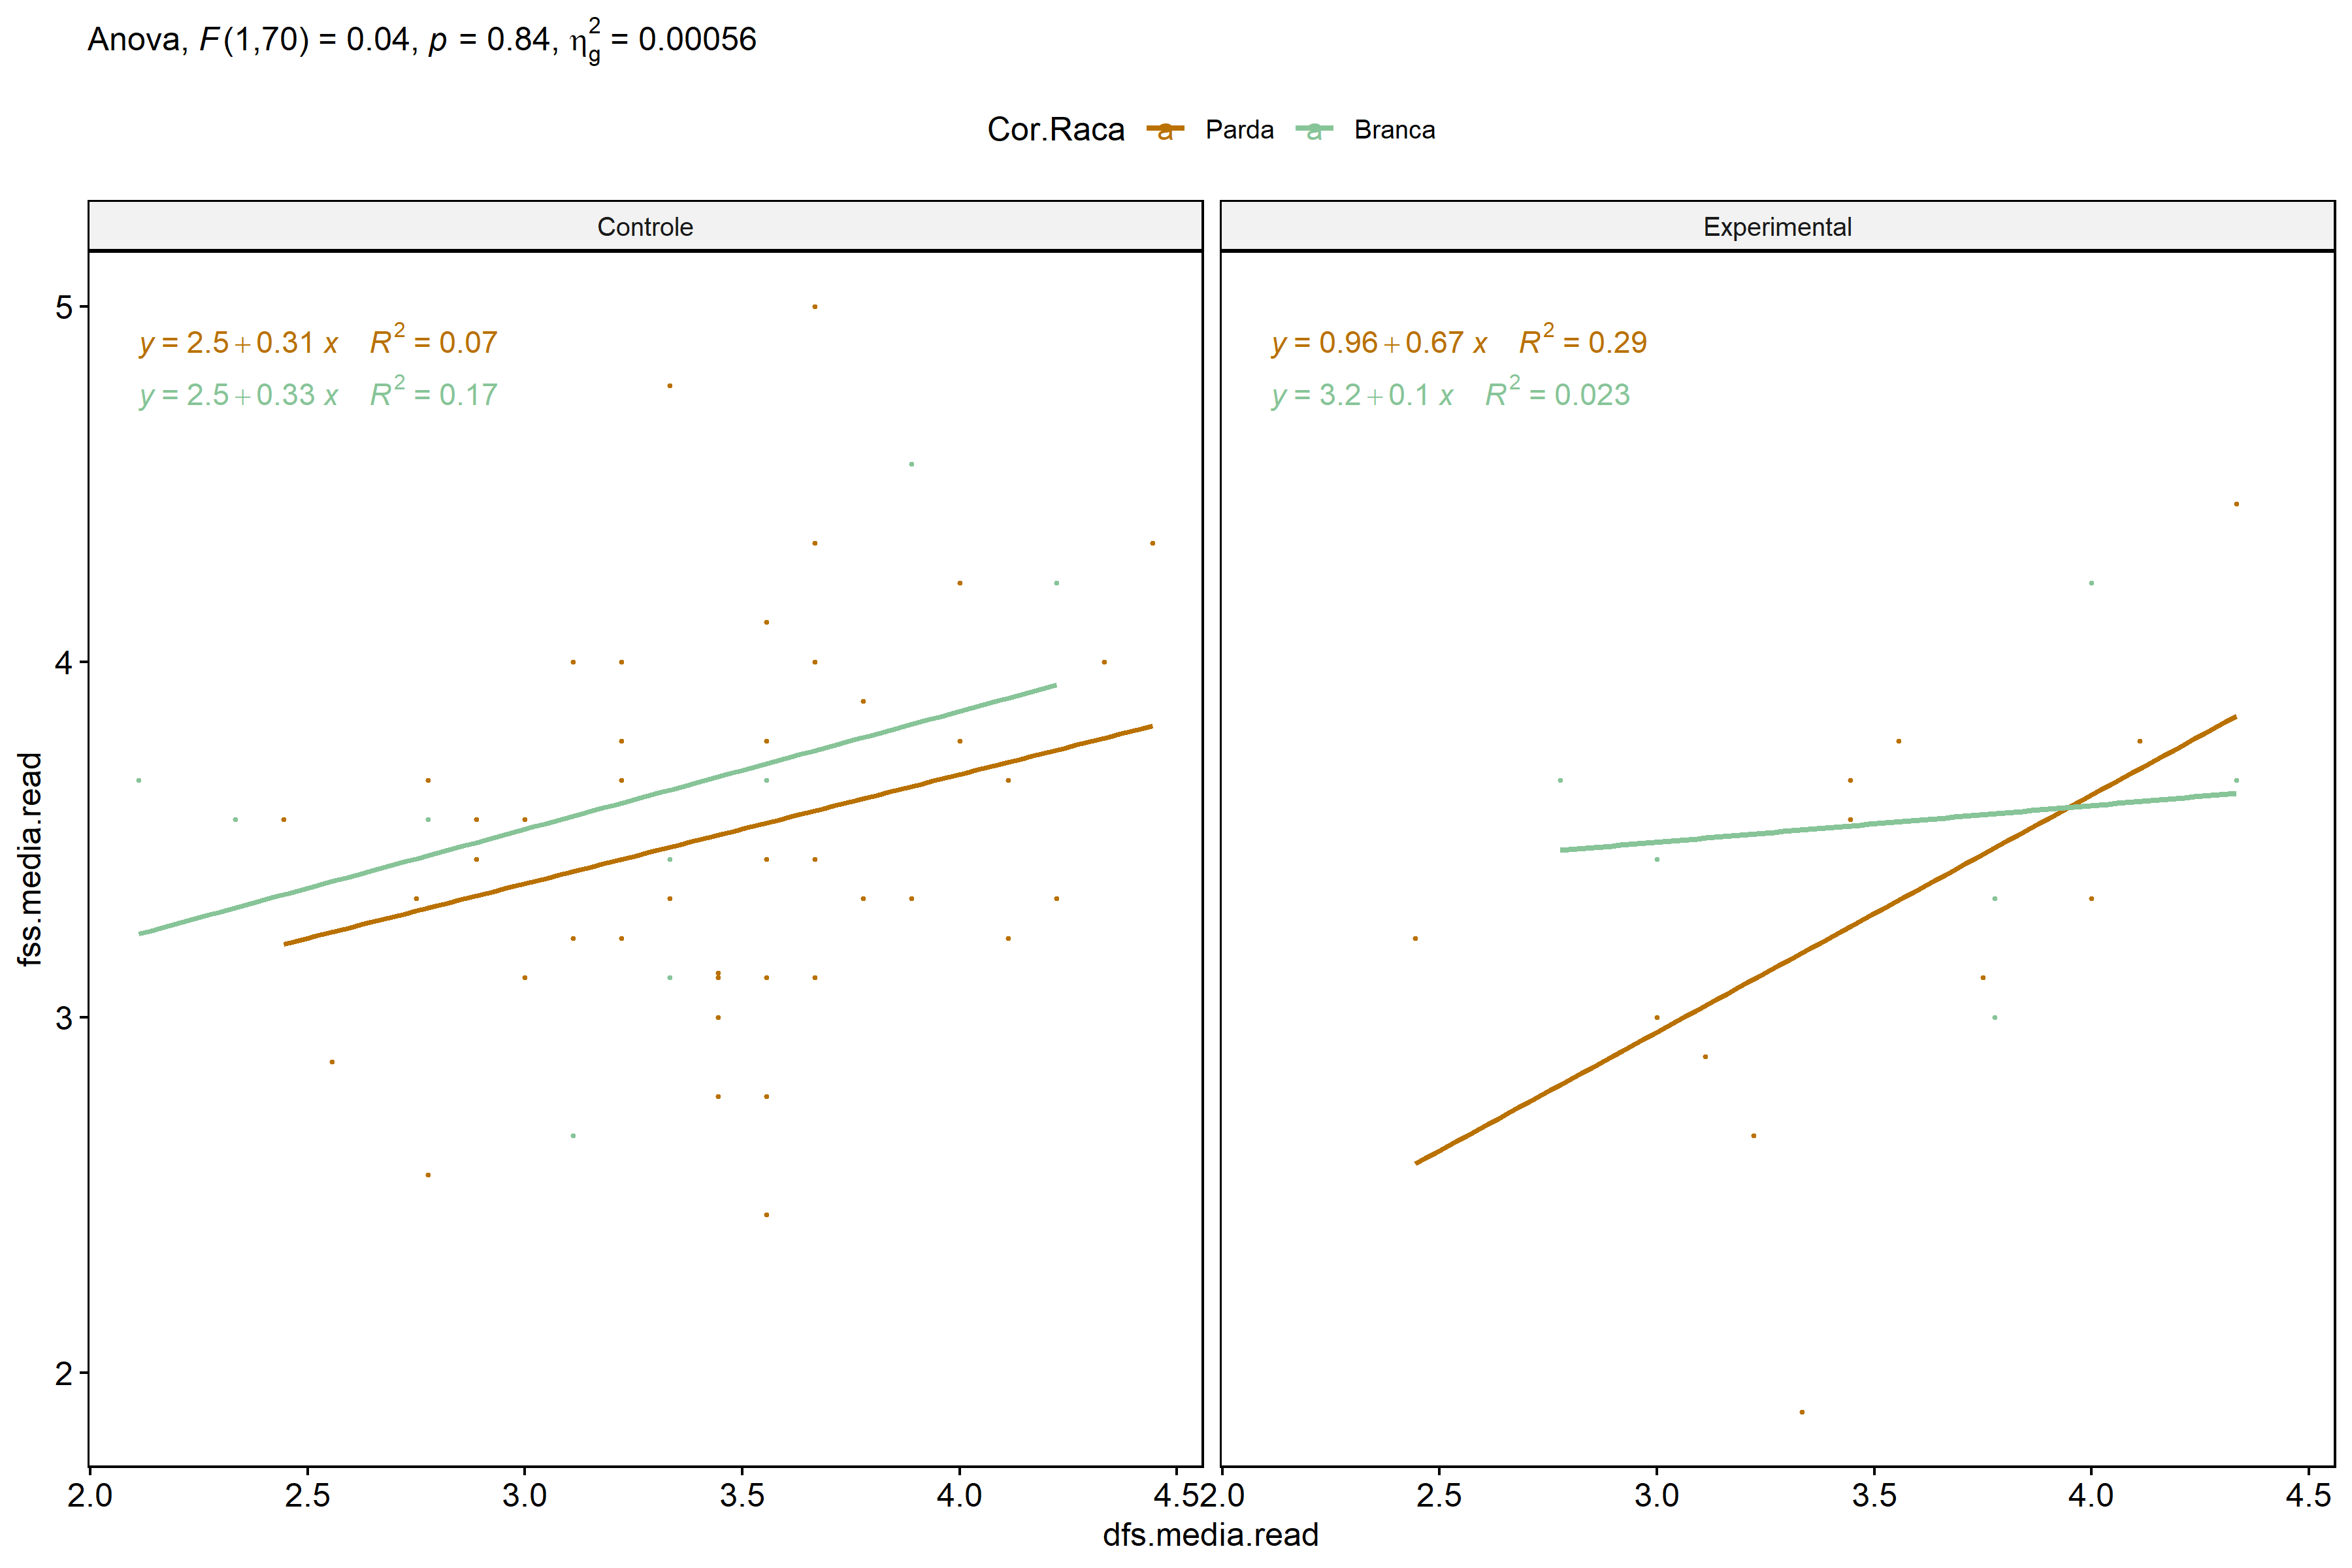 Anova, F(1,70) = 0.04, p = 0.84, η²g = 0.00056
Cor.Raca a Parda a Branca
Controle
Experimental
y = 2.5 + 0.31 x R² = 0.07
y = 2.5 + 0.33 x R² = 0.17
y = 0.96 + 0.67 x R² = 0.29
y = 3.2 + 0.1 x R² = 0.023
5
4
3
2
fss.media.read
2.0 2.5 3.0 3.5 4.0 4.5
2.0 2.5 3.0 3.5 4.0 4.5
dfs.media.read